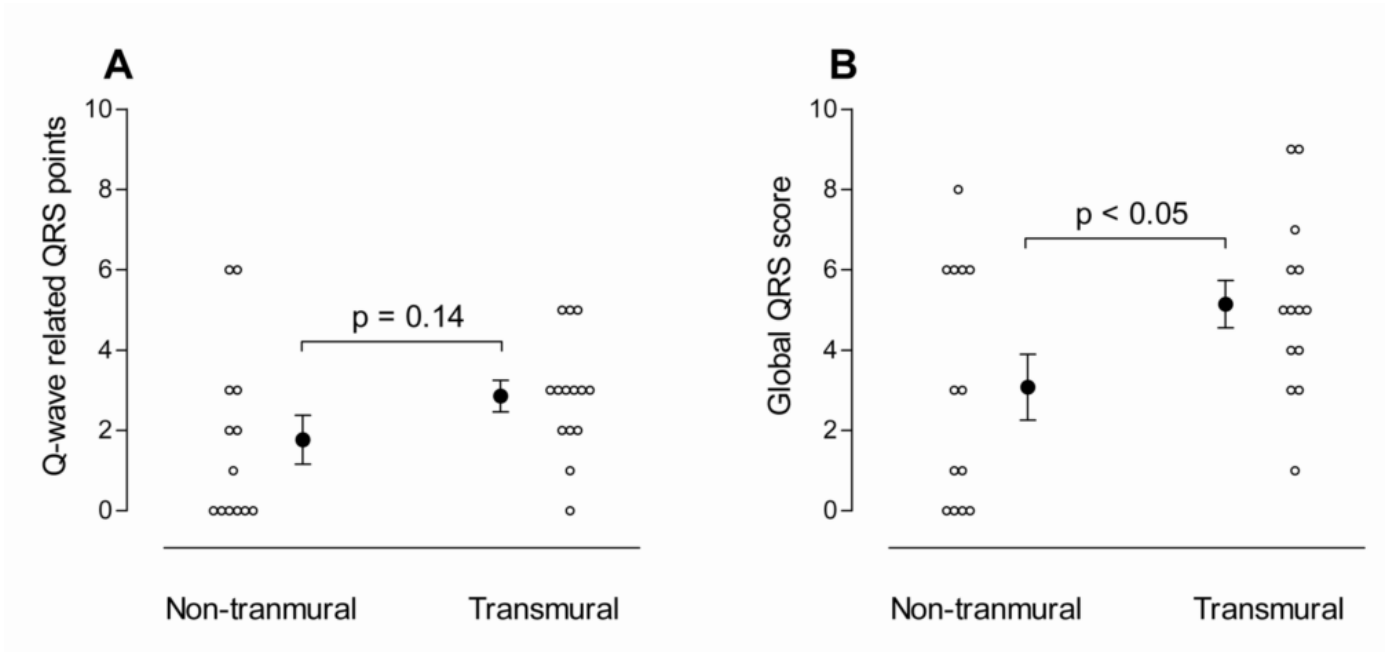 A
Q-wave related QRS points
10
8
6
4
2
0
p = 0.14
Non-tranmural
Transmural
B
Global QRS score
10
8
6
4
2
0
p < 0.05
Non-tranmural
Transmural